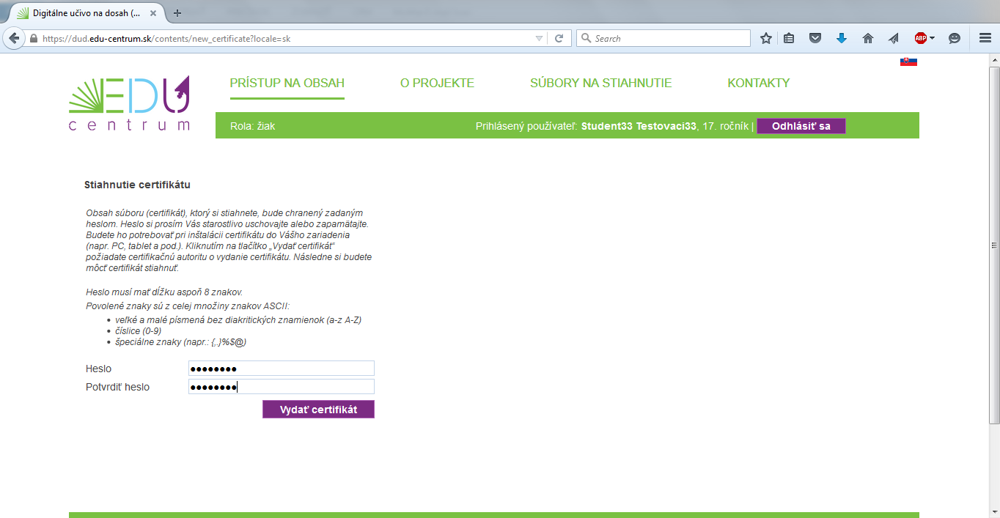 Digitálne učivo na dosah (...
https://dud.edu-centrum.sk/contents/new_certificate?locale=sk
Search
ABP
EDU
centrum
PRÍSTUP NA OBSAH
O PROJEKTE
SÚBORY NA STIAHNUTIE
KONTAKTY
Rola: žiak
Prihlásený používateľ: Student33 Testovaci33, 17. ročník |
Odhlásiť sa
Stiahnutie certifikátu
Obsah súboru (certifikát), ktorý si stiahnete, bude chranený zadaným
heslom. Heslo si prosím Vás starostlivo uschovajte alebo zapamätajte.
Budete ho potrebovať pri inštalácii certifikátu do Vášho zariadenia
(napr. PC, tablet a pod.). Kliknutím na tlačítko „Vydať certifikát“
požiadate certifikačnú autoritu o vydanie certifikátu. Následne si budete
môcť certifikát stiahnuť.
Heslo musí mať dĺžku aspoň 8 znakov.
Povolené znaky sú z celej množiny znakov ASCII:
• veľké a malé písmená bez diakritických znamienok (a-z A-Z)
• číslice (0-9)
• špeciálne znaky (napr.: {,.}%$@)
Heslo ●●●●●●●●
Potvrdiť heslo ●●●●●●●●
Vydať certifikát